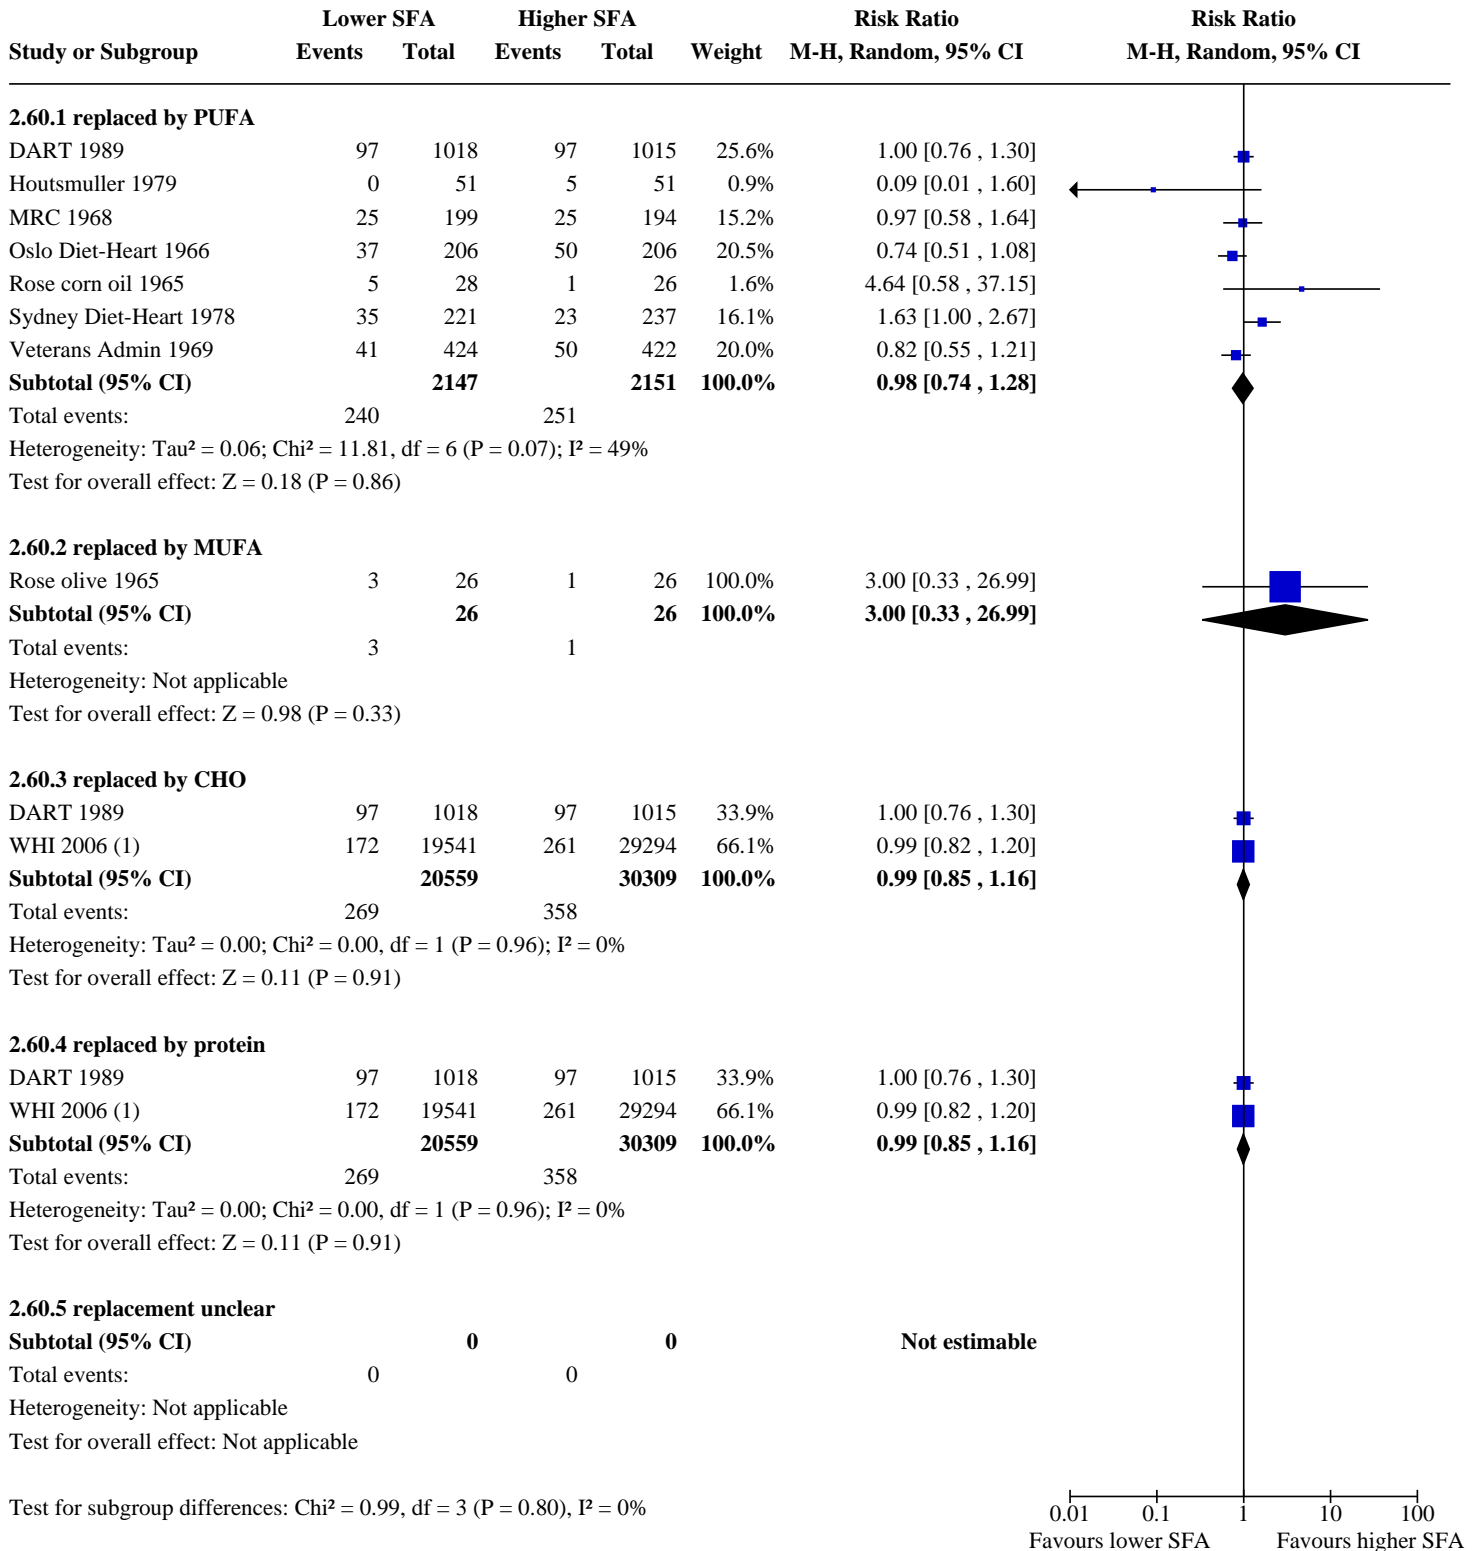 Lower SFA Higher SFA Risk Ratio Risk Ratio
Study or Subgroup Events Total Events Total Weight M-H, Random, 95% CI M-H, Random, 95% CI
2.60.1 replaced by PUFA
DART 1989 97 1018 97 1015 25.6% 1.00 [0.76 , 1.30]
Houtsmuller 1979 0 51 5 51 0.9% 0.09 [0.01 , 1.60]
MRC 1968 25 199 25 194 15.2% 0.97 [0.58 , 1.64]
Oslo Diet-Heart 1966 37 206 50 206 20.5% 0.74 [0.51 , 1.08]
Rose corn oil 1965 5 28 1 26 1.6% 4.64 [0.58 , 37.15]
Sydney Diet-Heart 1978 35 221 23 237 16.1% 1.63 [1.00 , 2.67]
Veterans Admin 1969 41 424 50 422 20.0% 0.82 [0.55 , 1.21]
Subtotal (95% CI) 2147 2151 100.0% 0.98 [0.74 , 1.28]
Total events: 240 251
Heterogeneity: Tau² = 0.06; Chi² = 11.81, df = 6 (P = 0.07); I² = 49%
Test for overall effect: Z = 0.18 (P = 0.86)
2.60.2 replaced by MUFA
Rose olive 1965 3 26 1 26 100.0% 3.00 [0.33 , 26.99]
Subtotal (95% CI) 26 26 100.0% 3.00 [0.33 , 26.99]
Total events: 3 1
Heterogeneity: Not applicable
Test for overall effect: Z = 0.98 (P = 0.33)
2.60.3 replaced by CHO
DART 1989 97 1018 97 1015 33.9% 1.00 [0.76 , 1.30]
WHI 2006 (1) 172 19541 261 29294 66.1% 0.99 [0.82 , 1.20]
Subtotal (95% CI) 20559 30309 100.0% 0.99 [0.85 , 1.16]
Total events: 269 358
Heterogeneity: Tau² = 0.00; Chi² = 0.00, df = 1 (P = 0.96); I² = 0%
Test for overall effect: Z = 0.11 (P = 0.91)
2.60.4 replaced by protein
DART 1989 97 1018 97 1015 33.9% 1.00 [0.76 , 1.30]
WHI 2006 (1) 172 19541 261 29294 66.1% 0.99 [0.82 , 1.20]
Subtotal (95% CI) 20559 30309 100.0% 0.99 [0.85 , 1.16]
Total events: 269 358
Heterogeneity: Tau² = 0.00; Chi² = 0.00, df = 1 (P = 0.96); I² = 0%
Test for overall effect: Z = 0.11 (P = 0.91)
2.60.5 replacement unclear
Subtotal (95% CI) 0 0 Not estimable
Total events: 0 0
Heterogeneity: Not applicable
Test for overall effect: Not applicable
Test for subgroup differences: Chi² = 0.99, df = 3 (P = 0.80), I² = 0%
0.01 0.1 1 10 100
Favours lower SFA Favours higher SFA